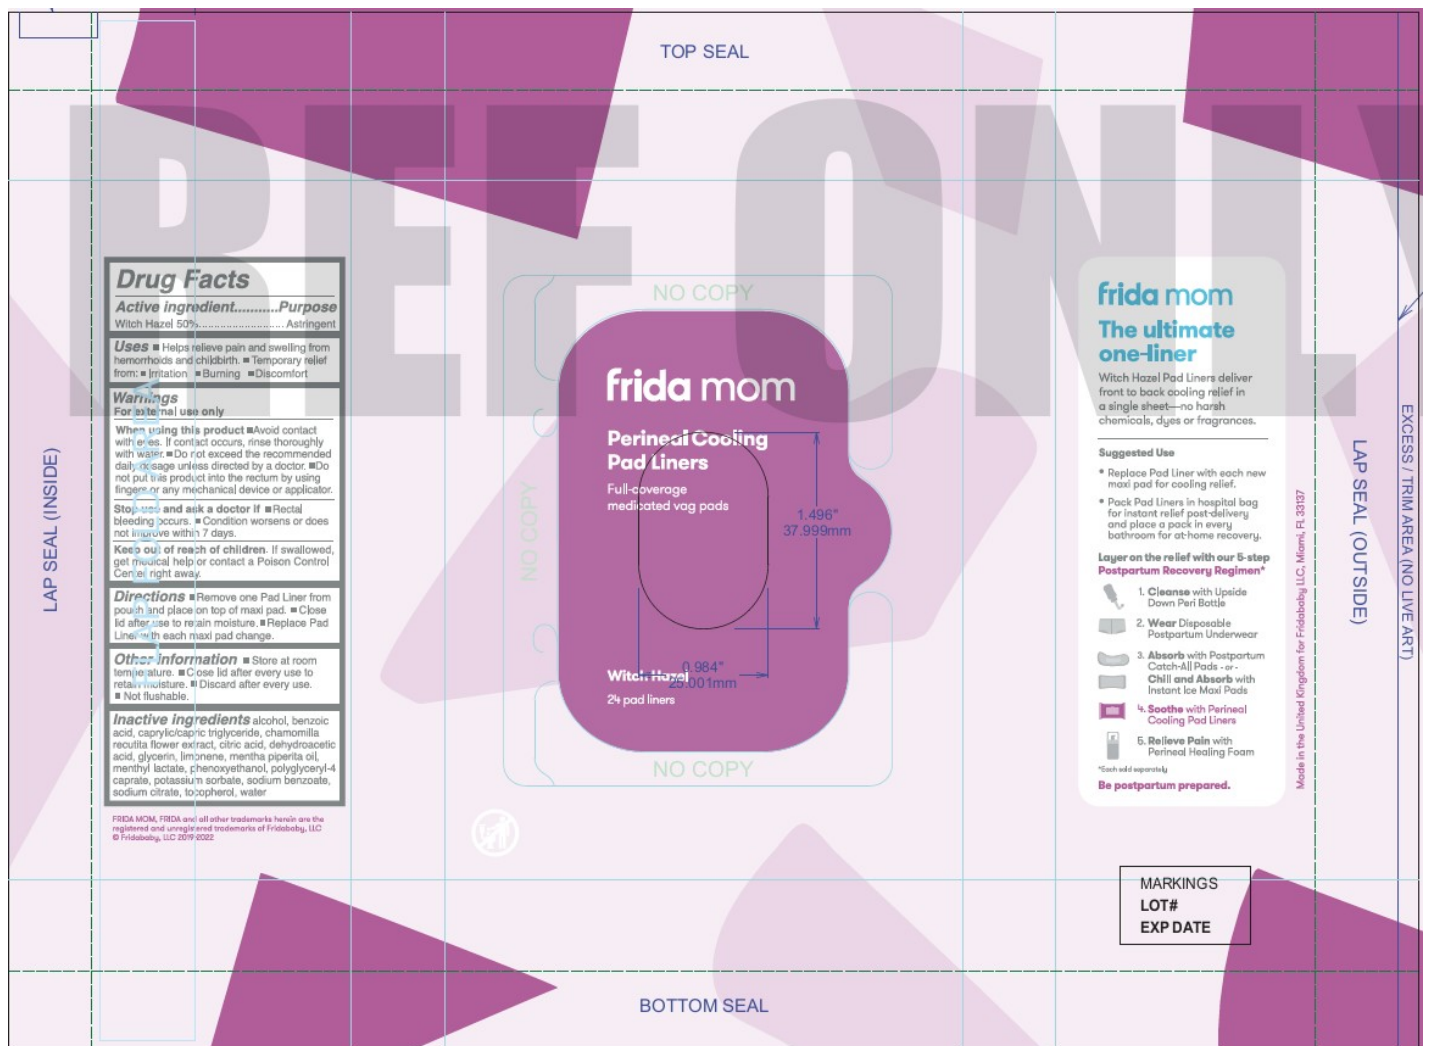 TOP SEAL
REF ONLY
Drug Facts
Active ingredient...........Purpose
Witch Hazel 50%............................Astringent
Uses ■ Helps relieve pain and swelling from
hemorrhoids and childbirth. ■ Temporary relief
from: ■ Irritation ■ Burning ■ Discomfort
Warnings
For external use only
When using this product ■ Avoid contact
with eyes. If contact occurs, rinse thoroughly
with water. ■ Do not exceed the recommended
daily dosage unless directed by a doctor. ■ Do
not put this product into the rectum by using
fingers or any mechanical device or applicator.
Stop use and ask a doctor if ■ Rectal
bleeding occurs. ■ Condition worsens or does
not improve within 7 days.
Keep out of reach of children. If swallowed,
get medical help or contact a Poison Control
Center right away.
Directions ■ Remove one Pad Liner from
pouch and place on top of maxi pad. ■ Close
lid after use to retain moisture. ■ Replace Pad
Liner with each maxi pad change.
Other information ■ Store at room
temperature. ■ Close lid after every use to
retain moisture. ■ Discard after every use.
■ Not flushable.
Inactive ingredients alcohol, benzoic
acid, caprylic/capric triglyceride, chamomilla
recutita flower extract, citric acid, dehydroacetic
acid, glycerin, limonene, mentha piperita oil,
menthyl lactate, phenoxyethanol, polyglyceryl-4
caprate, potassium sorbate, sodium benzoate,
sodium citrate, tocopherol, water
FRIDA MOM, FRIDA and all other trademarks herein are the
registered and unregistered trademarks of Fridababy, LLC
© Fridababy, LLC 2019-2022
LAP SEAL (INSIDE)
FLAP FOLD AREA
NO COPY
NO COPY
frida mom
Perineal Cooling
Pad Liners
Full-coverage
medicated vag pads
1.496"
37.999mm
0.984"
25.001mm
Witch Hazel
24 pad liners
NO COPY
frida mom
The ultimate
one-liner
Witch Hazel Pad Liners deliver
front to back cooling relief in
a single sheet—no harsh
chemicals, dyes or fragrances.
Suggested Use
• Replace Pad Liner with each new
maxi pad for cooling relief.
• Pack Pad Liners in hospital bag
for instant relief post-delivery
and place a pack in every
bathroom for at-home recovery.
Layer on the relief with our 5-step
Postpartum Recovery Regimen*
1. Cleanse with Upside
Down Peri Bottle
2. Wear Disposable
Postpartum Underwear
3. Absorb with Postpartum
Catch-All Pads - or -
Chill and Absorb with
Instant Ice Maxi Pads
4. Soothe with Perineal
Cooling Pad Liners
5. Relieve Pain with
Perineal Healing Foam
*Each sold separately
Be postpartum prepared.
Made in the United Kingdom for Fridababy LLC, Miami, FL 33137
LAP SEAL (OUTSIDE)
EXCESS / TRIM AREA (NO LIVE ART)
MARKINGS
LOT#
EXP DATE
BOTTOM SEAL